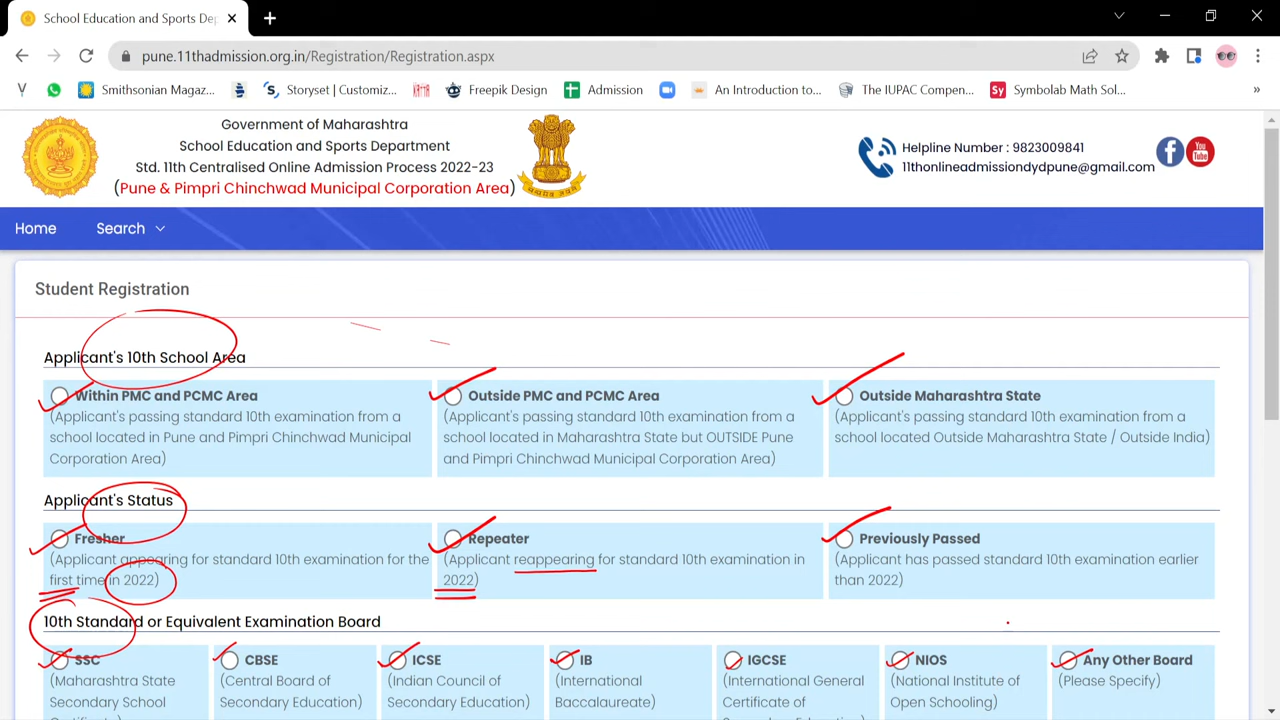 School Education and Sports Dep
pune.11thadmission.org.in/Registration/Registration.aspx
Smithsonian Magaz...
Storyset | Customiz...
Freepik Design
Admission
An Introduction to...
The IUPAC Compen...
Sy
Symbolab Math Sol...
»
Government of Maharashtra
School Education and Sports Department
Std. 11th Centralised Online Admission Process 2022-23
(Pune & Pimpri Chinchwad Municipal Corporation Area)
Helpline Number : 9823009841
11thonlineadmissiondydpune@gmail.com
You
Tube
Home
Search
Student Registration
Applicant's 10th School Area
Within PMC and PCMC Area
(Applicant's passing standard 10th examination from a
school located in Pune and Pimpri Chinchwad Municipal
Corporation Area)
Outside PMC and PCMC Area
(Applicant's passing standard 10th examination from a
school located in Maharashtra State but OUTSIDE Pune
and Pimpri Chinchwad Municipal Corporation Area)
Outside Maharashtra State
(Applicant's passing standard 10th examination from a
school located Outside Maharashtra State / Outside India)
Applicant's Status
Fresher
(Applicant appearing for standard 10th examination for the
first time in 2022)
Repeater
(Applicant reappearing for standard 10th examination in
2022)
Previously Passed
(Applicant has passed standard 10th examination earlier
than 2022)
10th Standard or Equivalent Examination Board
SSC
(Maharashtra State
Secondary School
CBSE
(Central Board of
Secondary Education)
ICSE
(Indian Council of
Secondary Education)
IB
(International
Baccalaureate)
IGCSE
(International General
Certificate of
NIOS
(National Institute of
Open Schooling)
Any Other Board
(Please Specify)